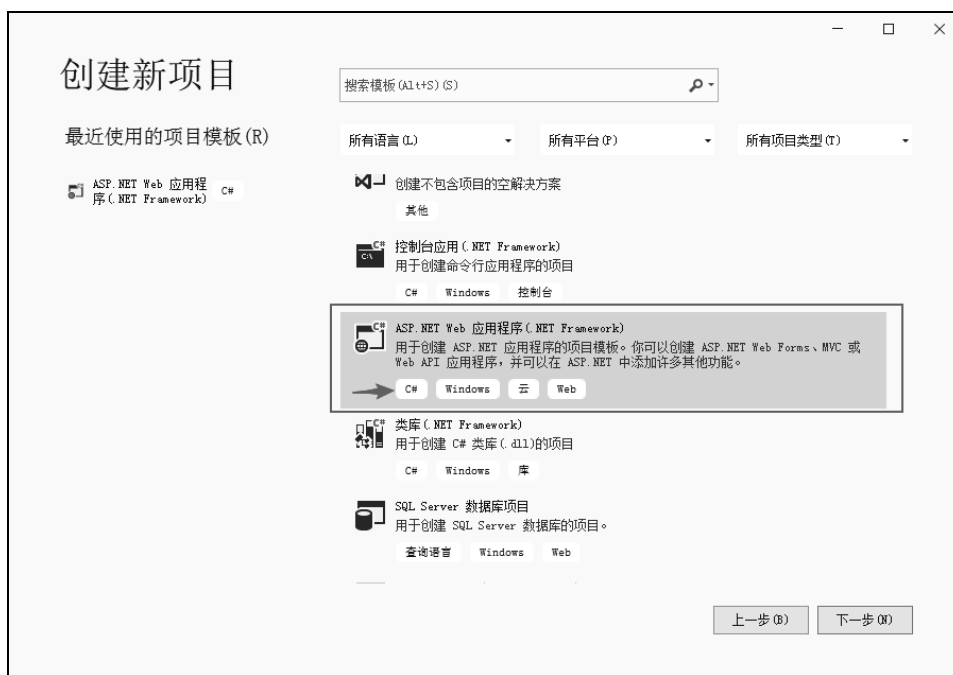 创建新项目
搜索模板(Alt+S)(S)
最近使用的项目模板(R)
所有语言(L)
所有平台(P)
所有项目类型(T)
ASP.NET Web 应用程
序(.NET Framework)
C#
创建不包含项目的空解决方案
其他
控制台应用(.NET Framework)
用于创建命令行应用程序的项目
C# Windows 控制台
ASP.NET Web 应用程序(.NET Framework)
用于创建 ASP.NET 应用程序的项目模板。你可以创建 ASP.NET Web Forms、MVC 或
Web API 应用程序，并可以在 ASP.NET 中添加许多其他功能。
C# Windows 云 Web
类库(.NET Framework)
用于创建 C# 类库(.dll)的项目
C# Windows 库
SQL Server 数据库项目
用于创建 SQL Server 数据库的项目。
查询语言 Windows Web
上一步(B)
下一步(N)